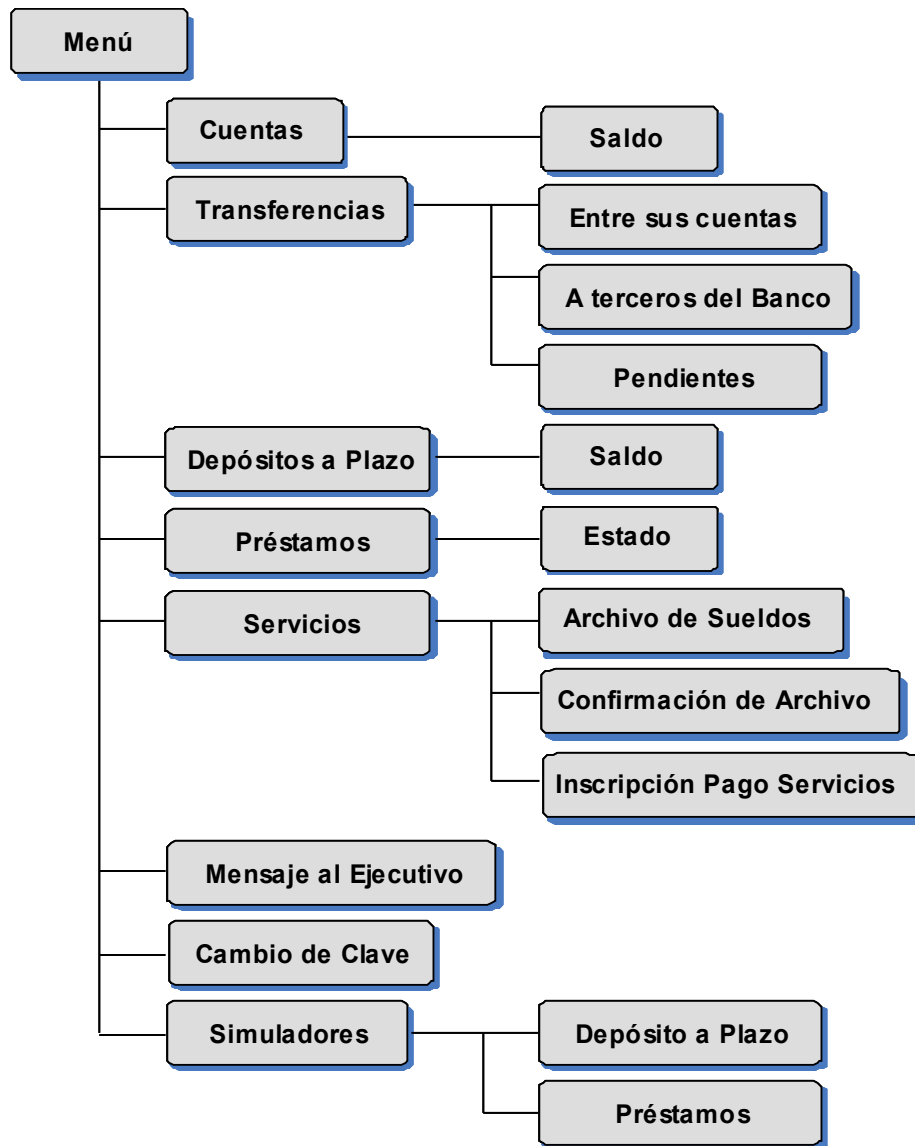 Menú
Cuentas
Saldo
Transferencias
Entre sus cuentas
A terceros del Banco
Pendientes
Depósitos a Plazo
Saldo
Préstamos
Estado
Servicios
Archivo de Sueldos
Confirmación de Archivo
Inscripción Pago Servicios
Mensaje al Ejecutivo
Cambio de Clave
Simuladores
Depósito a Plazo
Préstamos